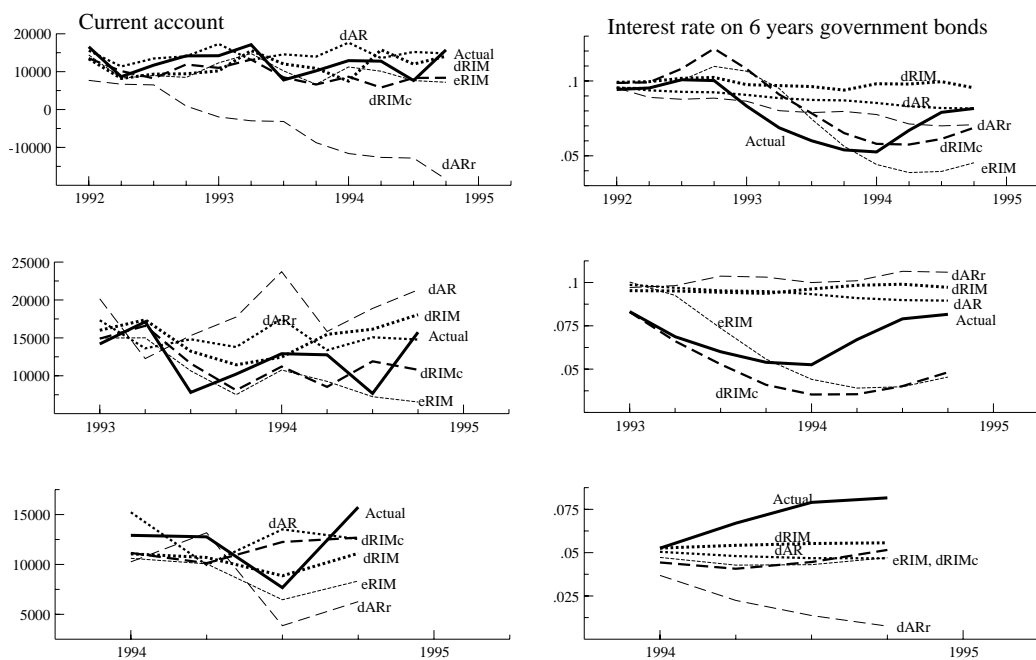 Current account
20000
10000
0
-10000
dAR
Actual
dRIM
eRIM
dRIMc
dARr
1992
1993
1994
1995
Interest rate on 6 years government bonds
.1
.05
dRIM
dAR
dARr
Actual
dRIMc
eRIM
1992
1993
1994
1995
25000
20000
15000
10000
dAR
dARr
dRIM
Actual
dRIMc
eRIM
1993
1994
1995
.1
.075
.05
dARr
dRIM
dAR
eRIM
Actual
dRIMc
1993
1994
1995
15000
10000
5000
Actual
dAR
dRIMc
dRIM
eRIM
dARr
1994
1995
.075
.05
.025
Actual
dRIM
dAR
eRIM, dRIMc
dARr
1994
1995